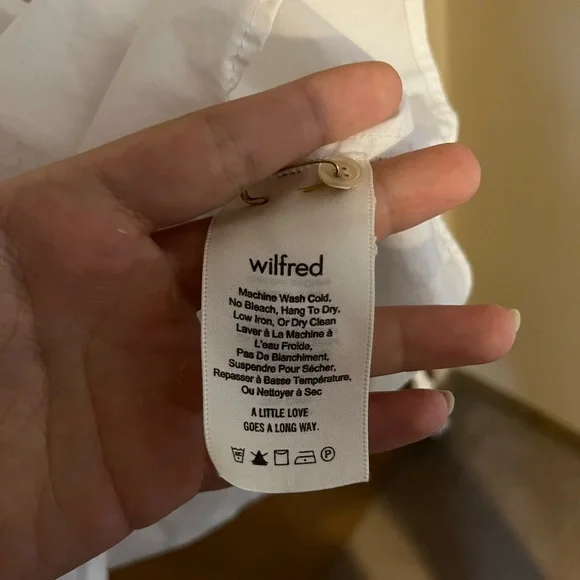 wilfred
Machine Wash Cold,
No Bleach, Hang To Dry,
Low Iron, Or Dry Clean
Laver à La Machine à
L'eau Froide,
Pas De Blanchiment,
Suspendre Pour Sécher,
Repasser à Basse Température,
Ou Nettoyer à Sec
A LITTLE LOVE
GOES A LONG WAY.
P